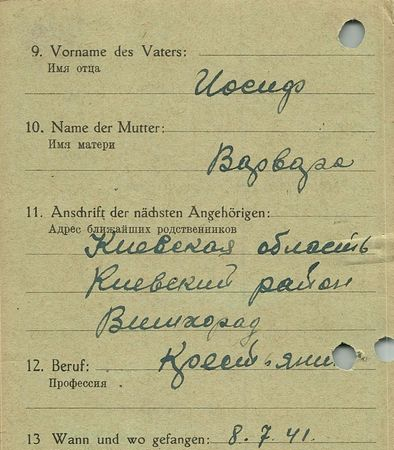 9. Vorname des Vaters:
Имя отца
Иосиф
10. Name der Mutter:
Имя матери
Варвара
11. Anschrift der nächsten Angehörigen:
Адрес ближайших родственников
Киевская область
Киевский район
Вишгород
12. Beruf:
Крестьянин
Профессия
13 Wann und wo gefangen: 8.7.41.